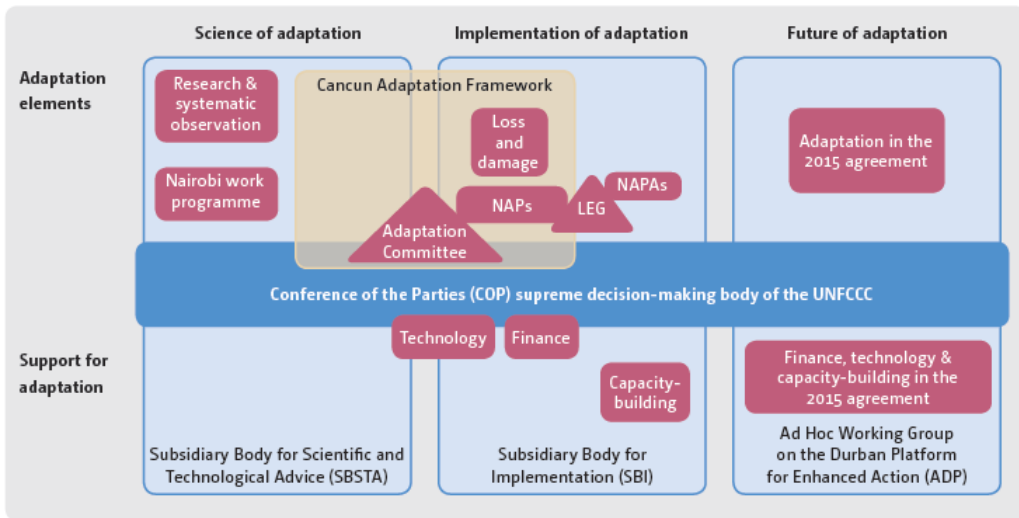 Science of adaptation
Implementation of adaptation
Future of adaptation
Adaptation
elements
Research &
systematic
observation
Nairobi work
programme
Cancun Adaptation Framework
Loss
and
damage
NAPs
LEG
NAPAs
Adaptation
Committee
Adaptation in the
2015 agreement
Conference of the Parties (COP) supreme decision-making body of the UNFCCC
Support for
adaptation
Technology
Finance
Capacity-
building
Finance, technology &
capacity-building in the
2015 agreement
Subsidiary Body for Scientific and
Technological Advice (SBSTA)
Subsidiary Body for
Implementation (SBI)
Ad Hoc Working Group
on the Durban Platform
for Enhanced Action (ADP)